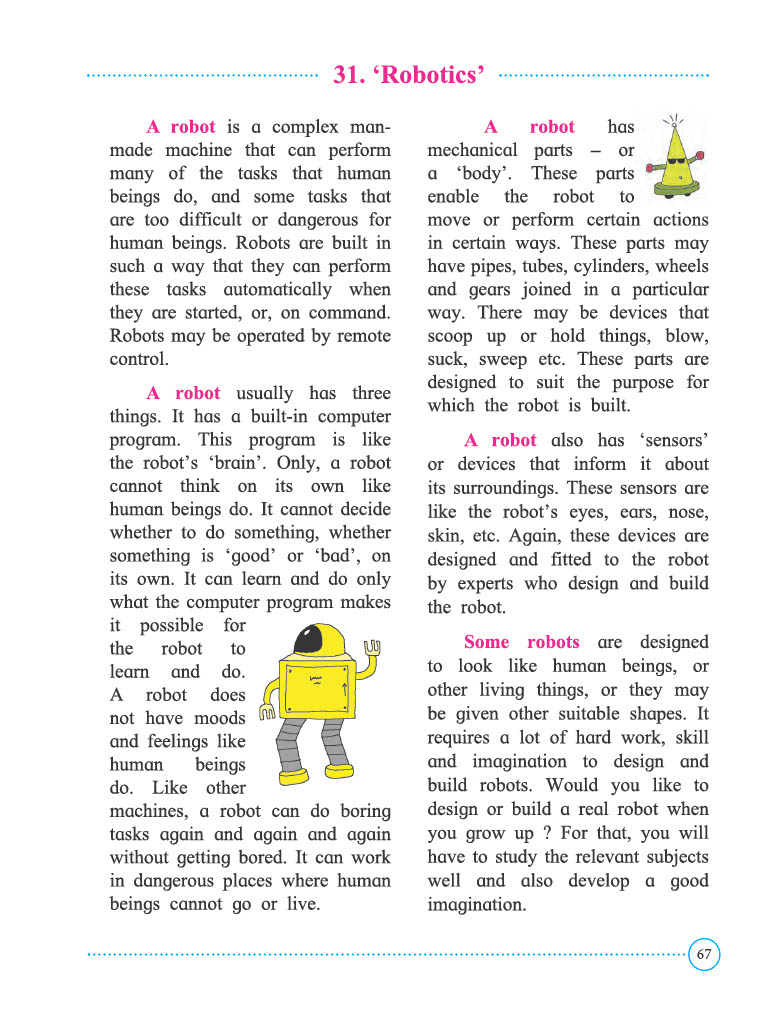 31. ‘Robotics’
A robot is a complex man-
made machine that can perform
many of the tasks that human
beings do, and some tasks that
are too difficult or dangerous for
human beings. Robots are built in
such a way that they can perform
these tasks automatically when
they are started, or, on command.
Robots may be operated by remote
control.
A robot usually has three
things. It has a built-in computer
program. This program is like
the robot’s ‘brain’. Only, a robot
cannot think on its own like
human beings do. It cannot decide
whether to do something, whether
something is ‘good’ or ‘bad’, on
its own. It can learn and do only
what the computer program makes
it possible for
the robot to
learn and do.
A robot does
not have moods
and feelings like
human beings
do. Like other
machines, a robot can do boring
tasks again and again and again
without getting bored. It can work
in dangerous places where human
beings cannot go or live.
A robot has
mechanical parts – or
a ‘body’. These parts
enable the robot to
move or perform certain actions
in certain ways. These parts may
have pipes, tubes, cylinders, wheels
and gears joined in a particular
way. There may be devices that
scoop up or hold things, blow,
suck, sweep etc. These parts are
designed to suit the purpose for
which the robot is built.
A robot also has ‘sensors’
or devices that inform it about
its surroundings. These sensors are
like the robot’s eyes, ears, nose,
skin, etc. Again, these devices are
designed and fitted to the robot
by experts who design and build
the robot.
Some robots are designed
to look like human beings, or
other living things, or they may
be given other suitable shapes. It
requires a lot of hard work, skill
and imagination to design and
build robots. Would you like to
design or build a real robot when
you grow up ? For that, you will
have to study the relevant subjects
well and also develop a good
imagination.
67